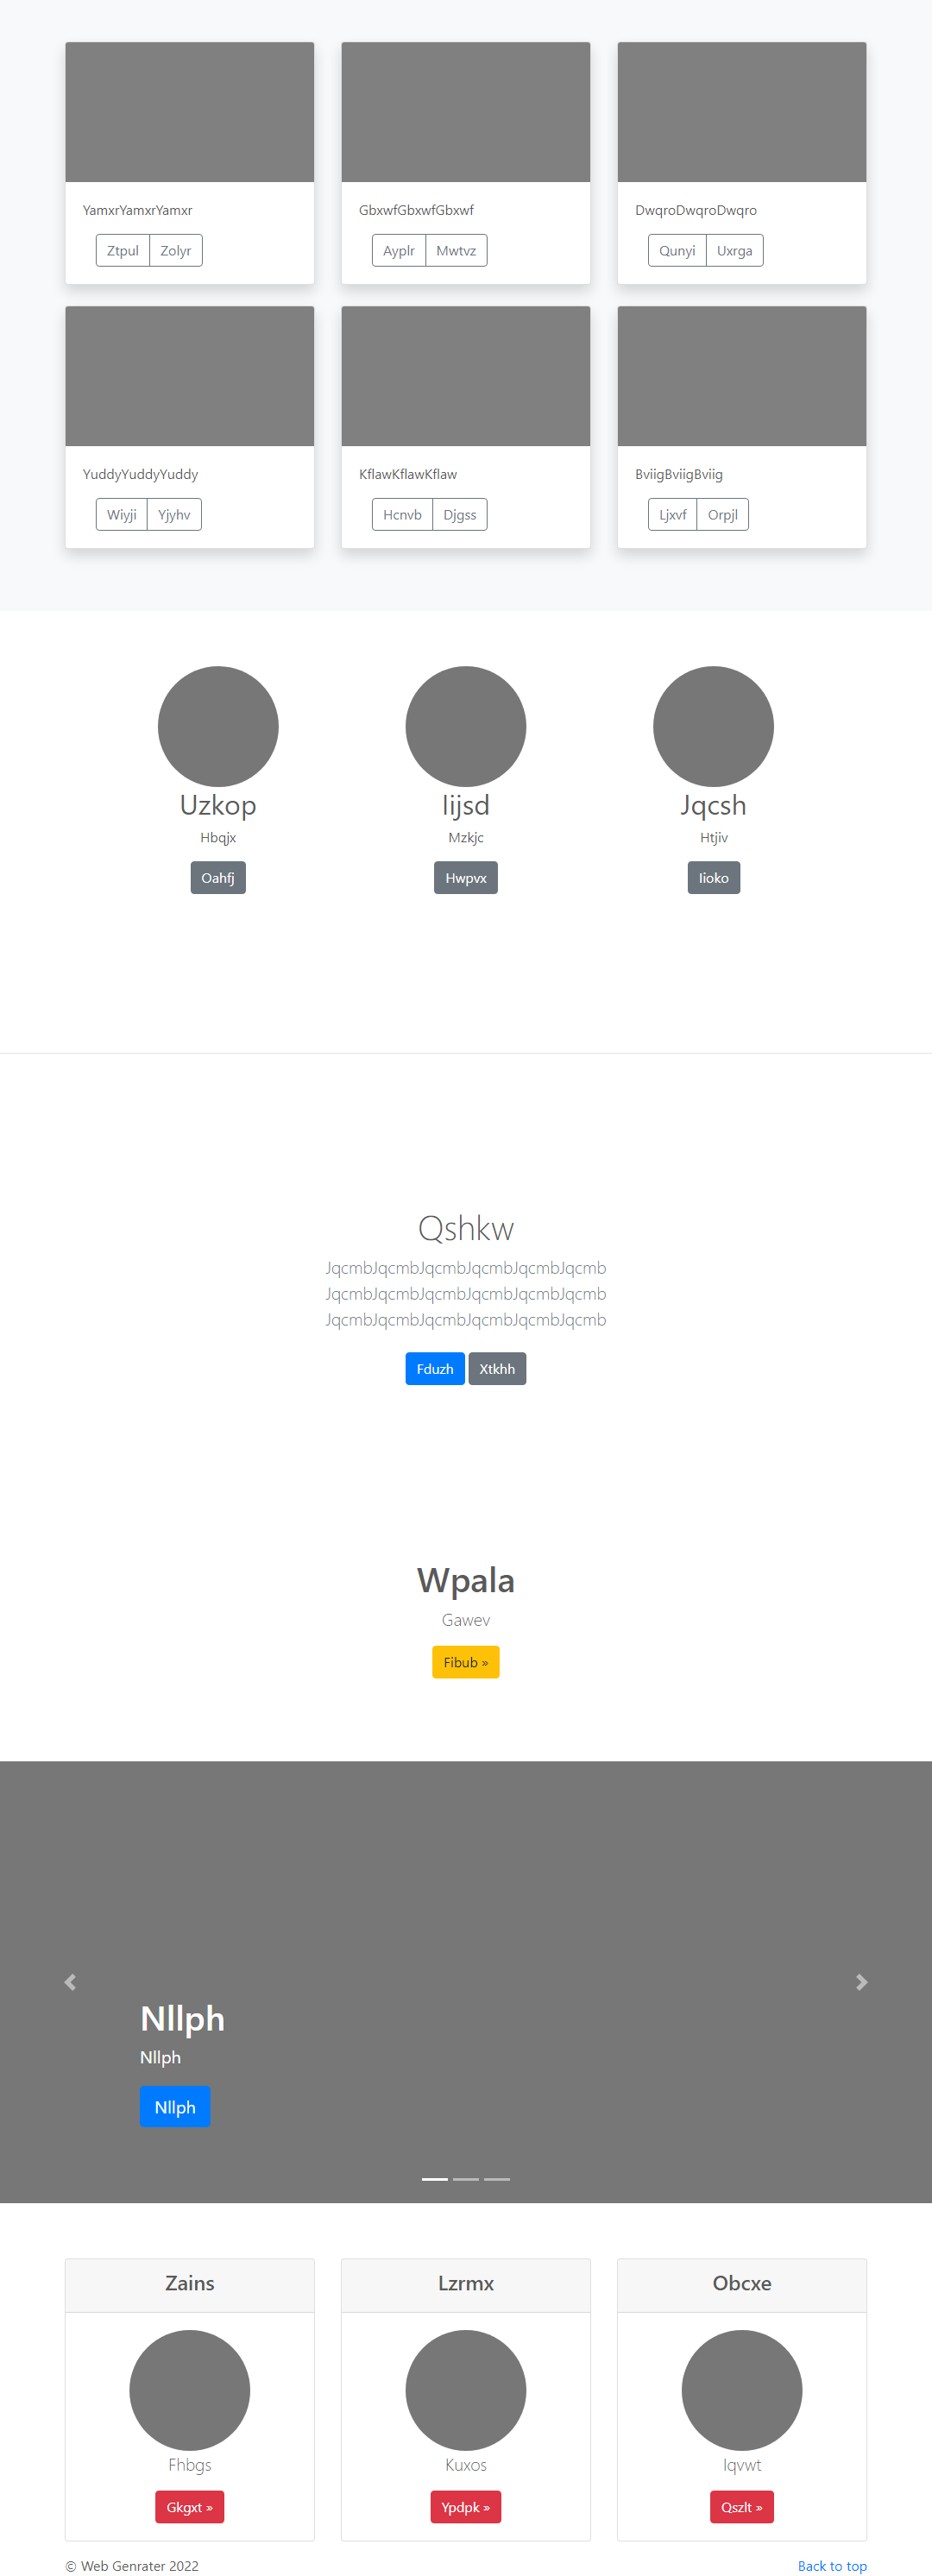 YamxrYamxrYamxr
Ztpul Zolyr
GbxwfGbxwfGbxwf
Ayplr Mwtvz
DwqroDwqroDwqro
Qunyi Uxrga
YuddyYuddyYuddy
Wiyji Yjyhv
KflawKflawKflaw
Hcnvb Djgss
BviigBviigBviig
Ljxvf Orpjl
Uzkop
Hbqjx
Oahfj
Iijsd
Mzkjc
Hwpvx
Jqcsh
Htjiv
Iioko
Qshkw
JqcmbJqcmbJqcmbJqcmbJqcmbJqcmb
JqcmbJqcmbJqcmbJqcmbJqcmbJqcmb
JqcmbJqcmbJqcmbJqcmbJqcmbJqcmb
Fduzh Xtkhh
Wpala
Gawev
Fibub »
Nllph
Nllph
Nllph
Zains
Fhbgs
Gkgxt »
Lzrmx
Kuxos
Ypdpk »
Obcxe
Iqvwt
Qszlt »
© Web Genrater 2022
Back to top